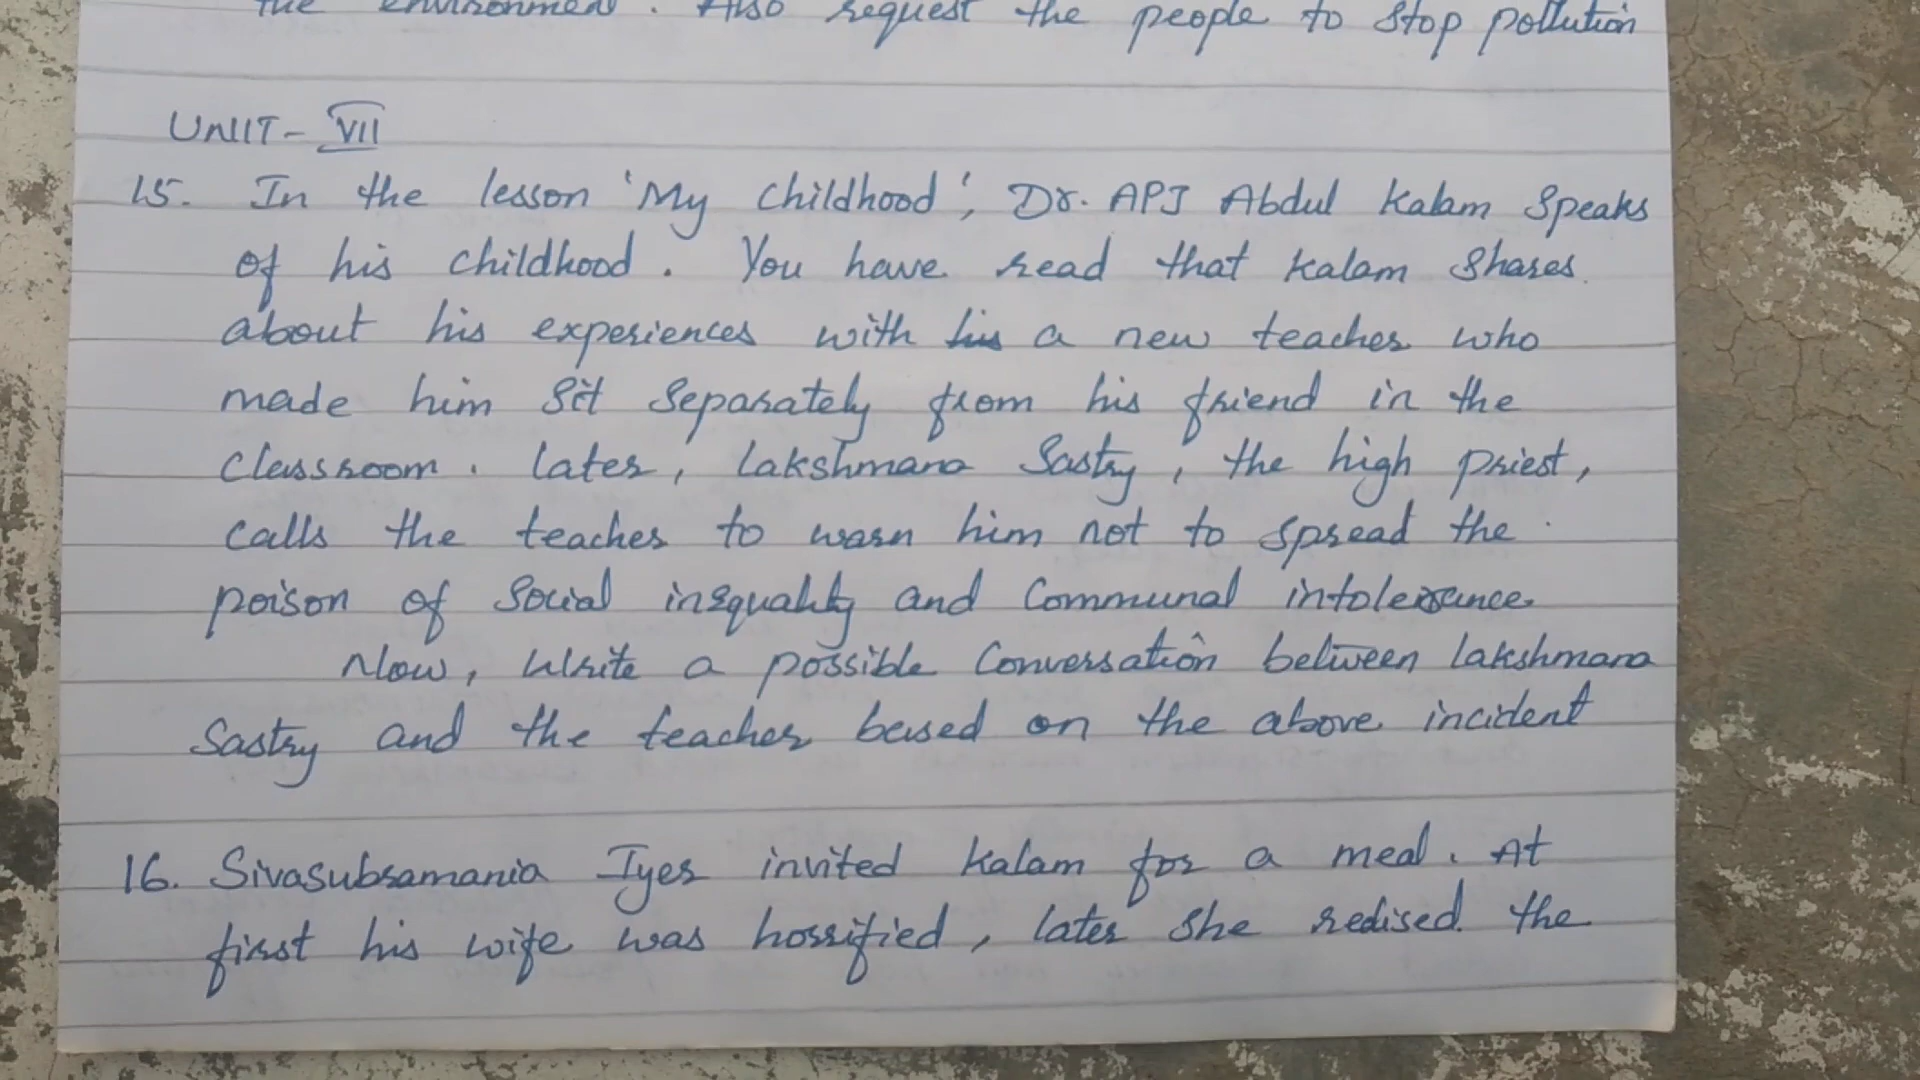 the environment. Also request the people to stop pollution
UNIT- VII
15. In the lesson 'My childhood', Dr. APJ Abdul Kalam speaks
of his childhood. You have read that Kalam shares
about his experiences with his a new teacher who
made him sit separately from his friend in the
classroom. later, lakshmana Sastry, the high priest,
calls the teacher to warn him not to spread the
poison of social inequality and communal intolerance.
Now, write a possible conversation between lakshmana
Sastry and the teacher based on the above incident
16. Sivasubramania Iyer invited Kalam for a meal. At
first his wife was horrified, later she realised the